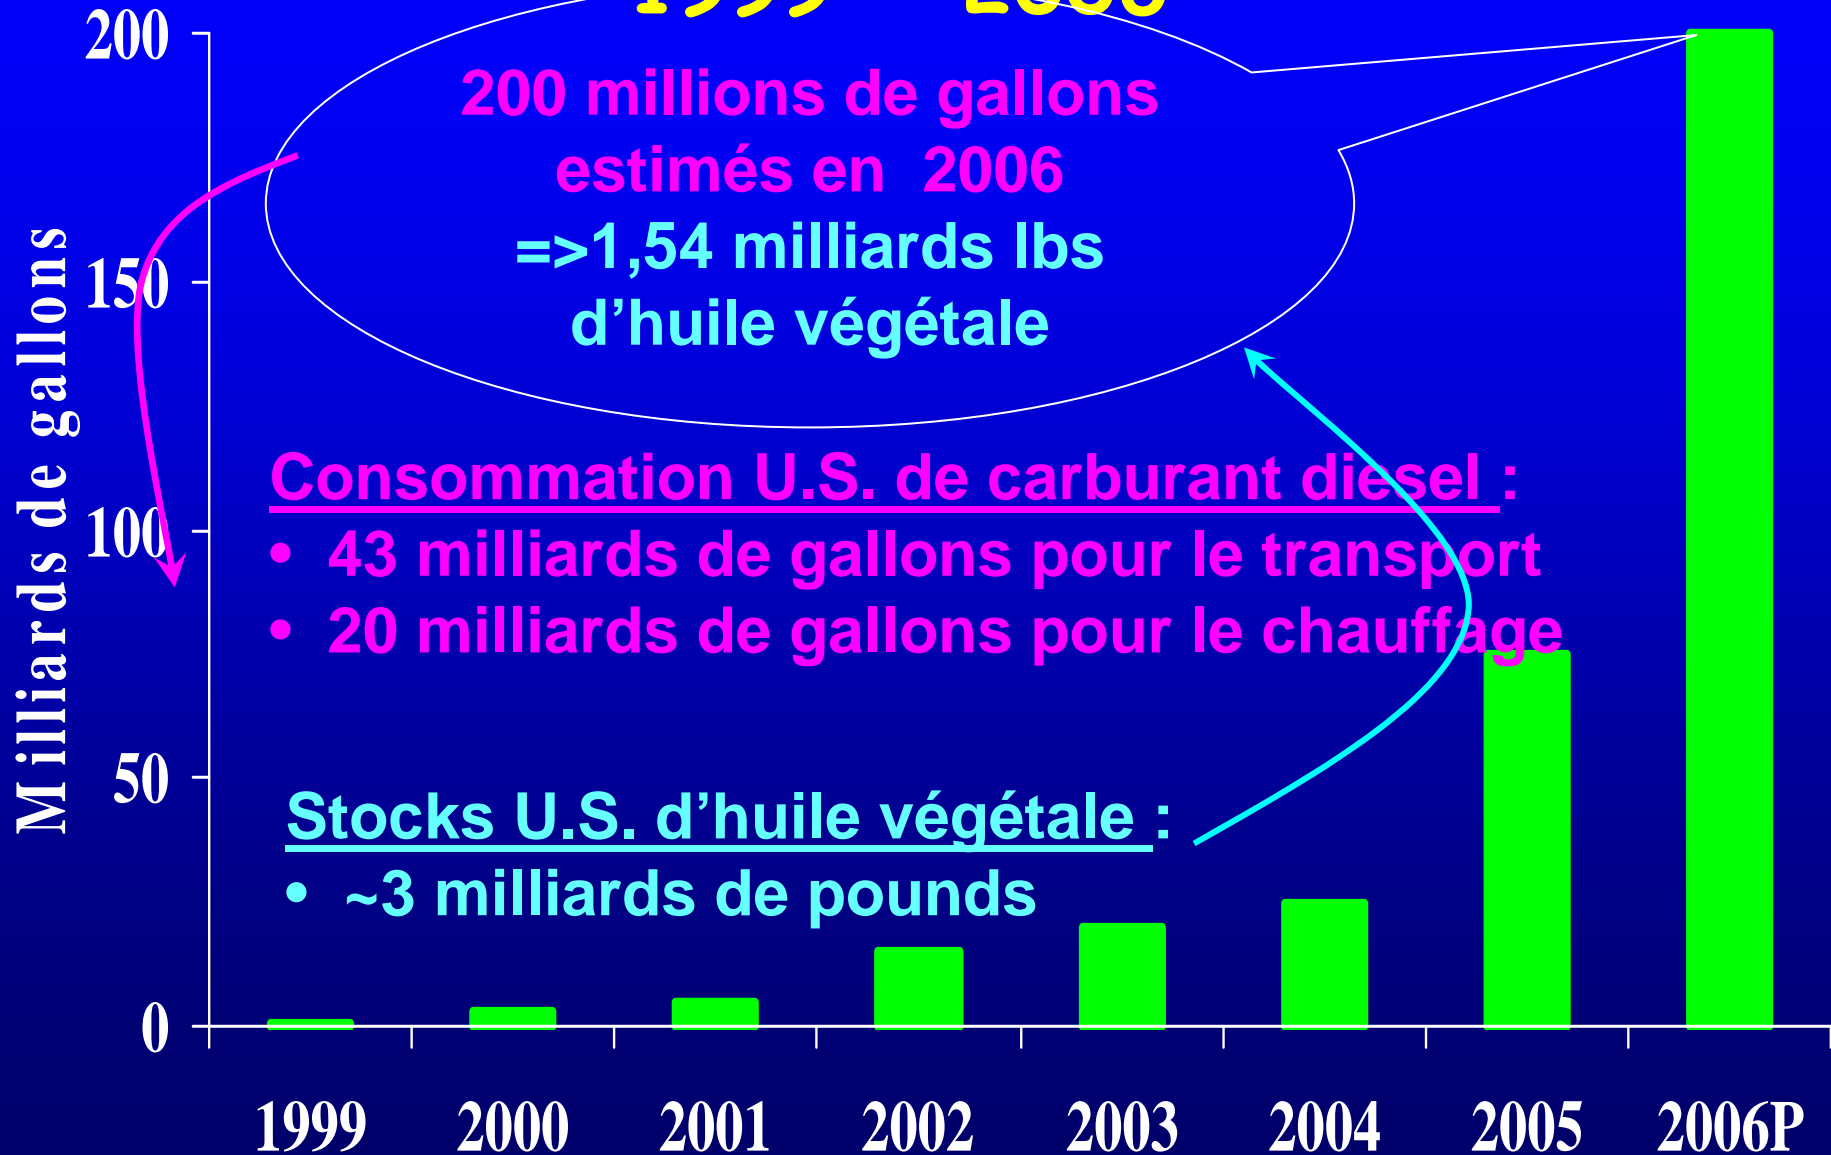 200 millions de gallons
estimés en 2006
=>1,54 milliards lbs
d’huile végétale
Consommation U.S. de carburant diesel :
• 43 milliards de gallons pour le transport
• 20 milliards de gallons pour le chauffage
Stocks U.S. d’huile végétale :
• ~3 milliards de pounds
Milliards de gallons
200
150
100
50
0
1999 2000 2001 2002 2003 2004 2005 2006P